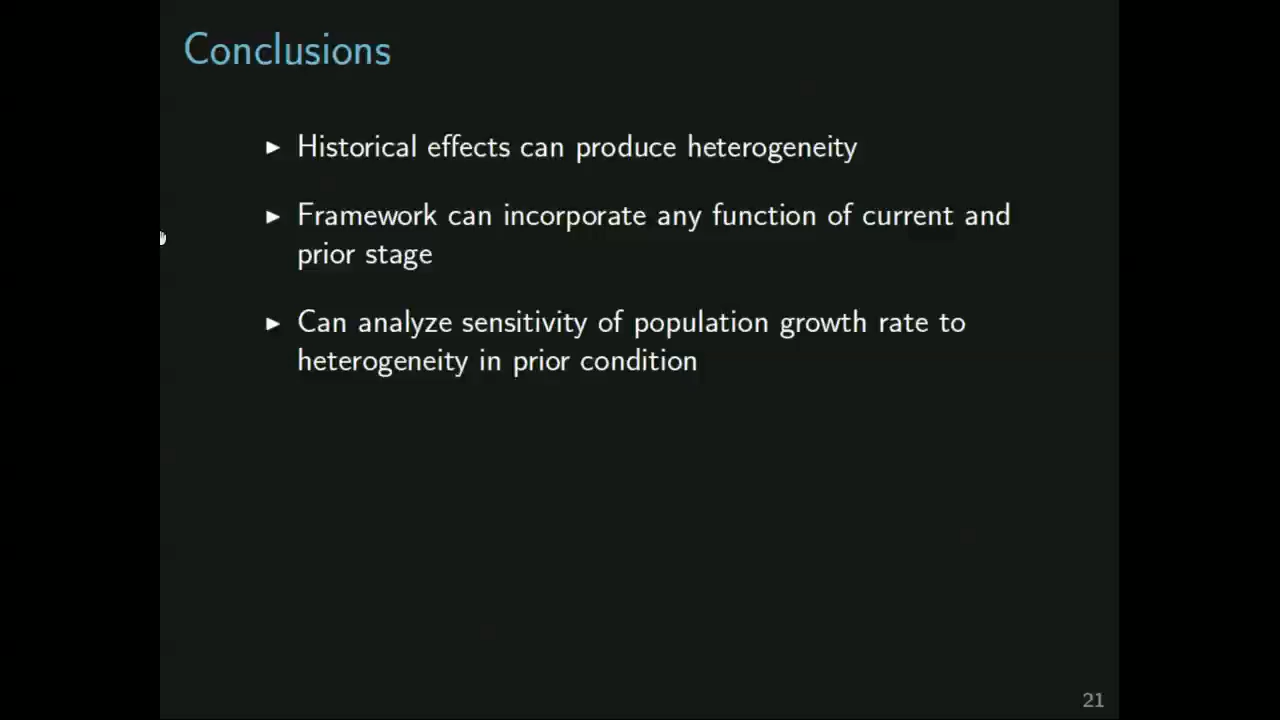 Conclusions
▶ Historical effects can produce heterogeneity
▶ Framework can incorporate any function of current and
prior stage
▶ Can analyze sensitivity of population growth rate to
heterogeneity in prior condition
21